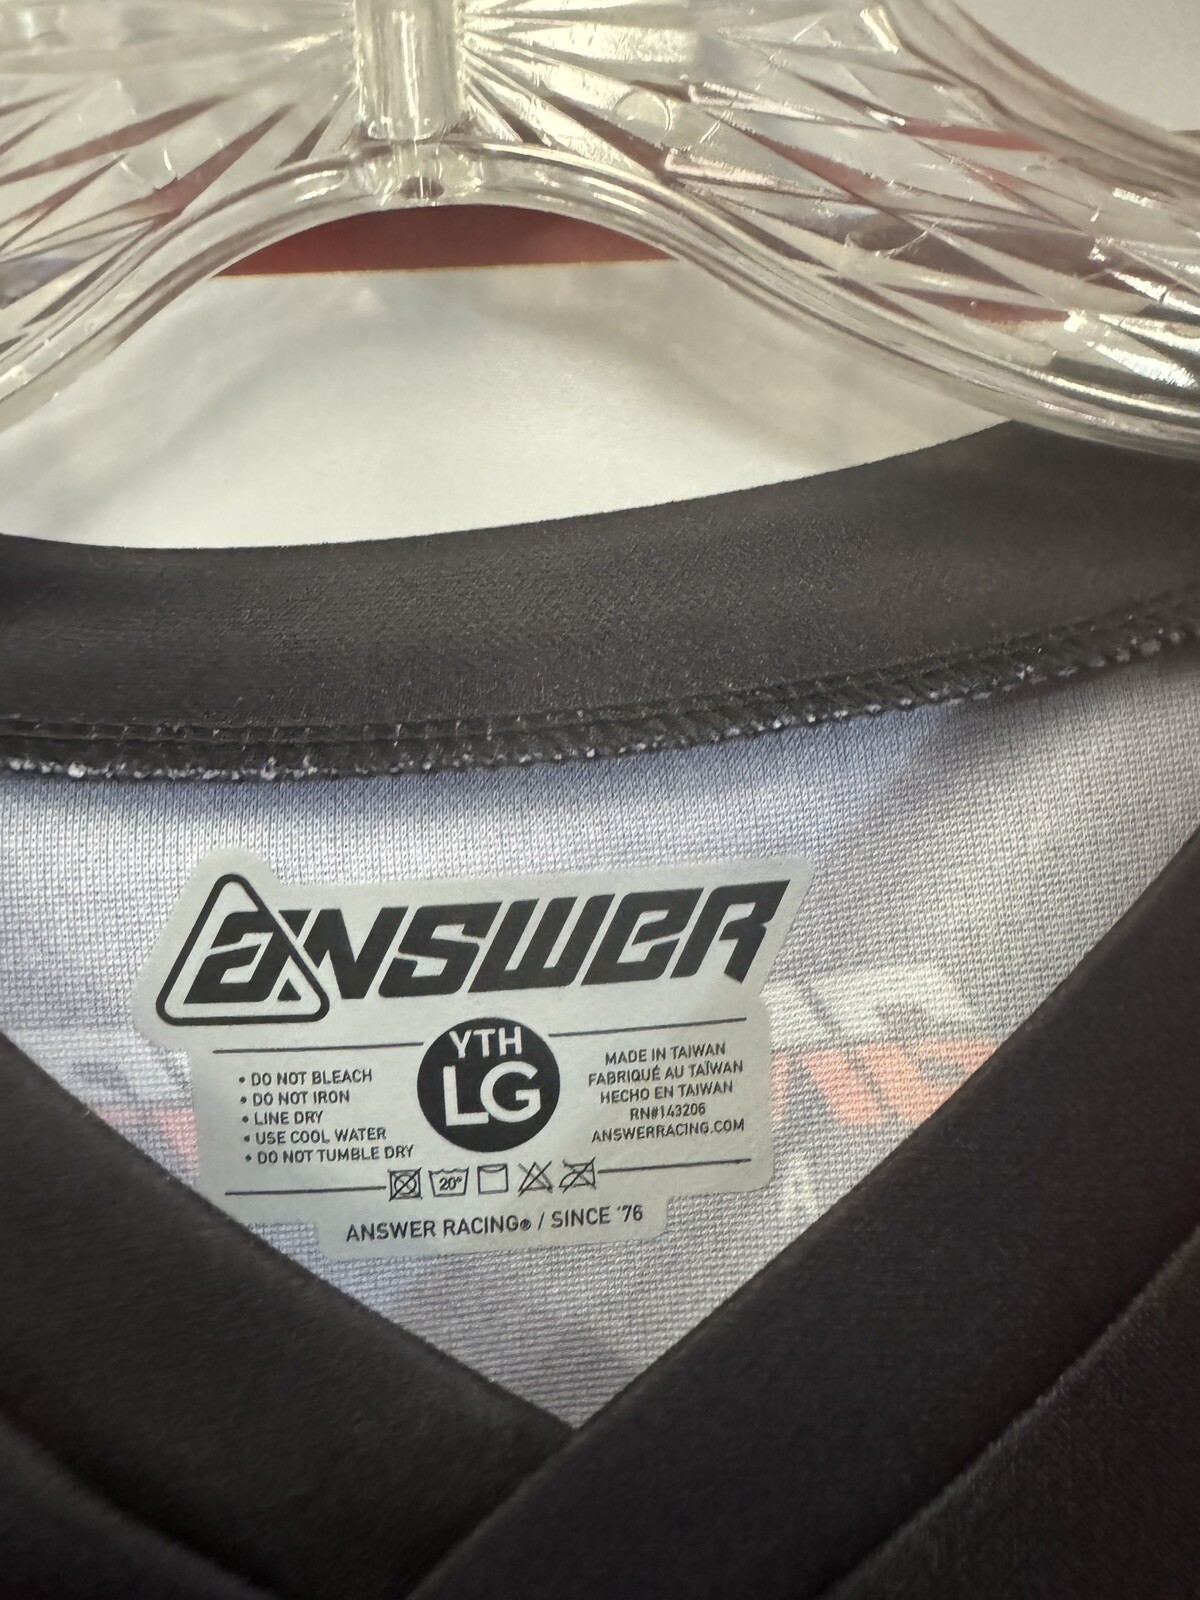 ANSWER
YTH
LG
• DO NOT BLEACH
• DO NOT IRON
• LINE DRY
• USE COOL WATER
• DO NOT TUMBLE DRY
MADE IN TAIWAN
FABRIQUÉ AU TAÏWAN
HECHO EN TAIWAN
RN#143206
ANSWERRACING.COM
20°
ANSWER RACING® / SINCE '76